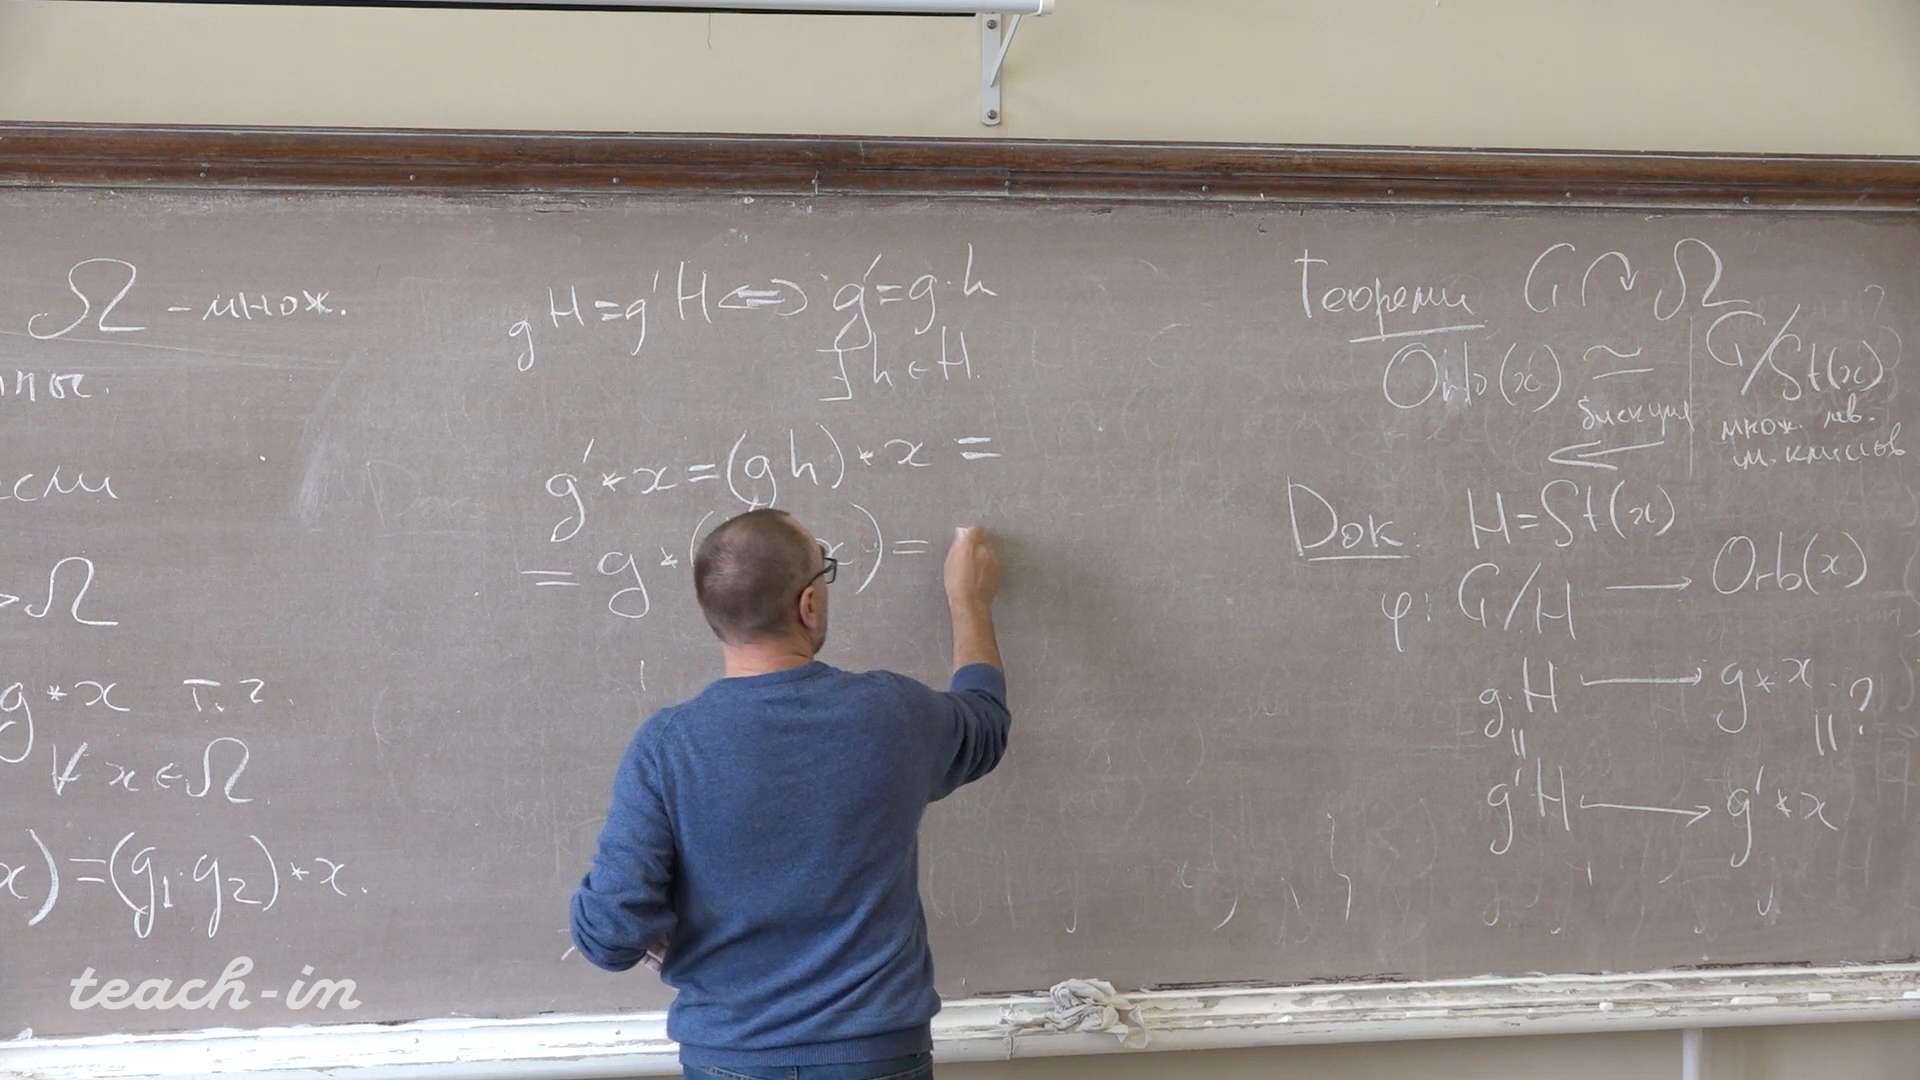 Ω - множ.
если
→Ω
g * x т.ч.
∀ x ∈ Ω
x) = (g₁·g₂) * x.
gH = g'H ⟺ g' = g·h
∃ h ∈ H.
g' * x = (gh) * x =
= g * ( x) =
Теорема G ↷ Ω
Orb(x) ≃ G/St(x)
биекция
множ. лев.
см. классов
Док. H = St(x)
φ: G/H → Orb(x)
g·H → g * x
|| || ?
g'H → g' * x
teach-in